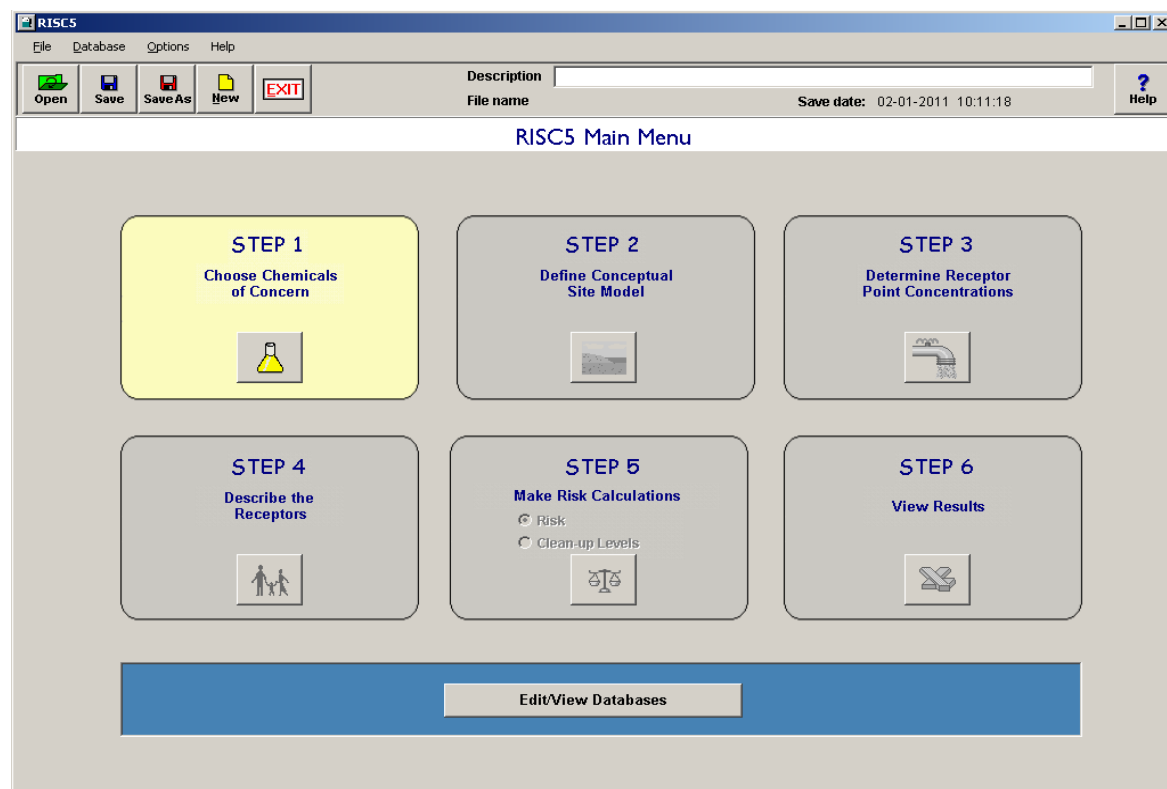 RISC5
File Database Options Help
Open Save Save As New EXIT Description Help
File name Save date: 02-01-2011 10:11:18
RISC5 Main Menu
STEP 1
Choose Chemicals
of Concern
STEP 2
Define Conceptual
Site Model
STEP 3
Determine Receptor
Point Concentrations
STEP 4
Describe the
Receptors
STEP 5
Make Risk Calculations
Risk
Clean-up Levels
STEP 6
View Results
Edit/View Databases